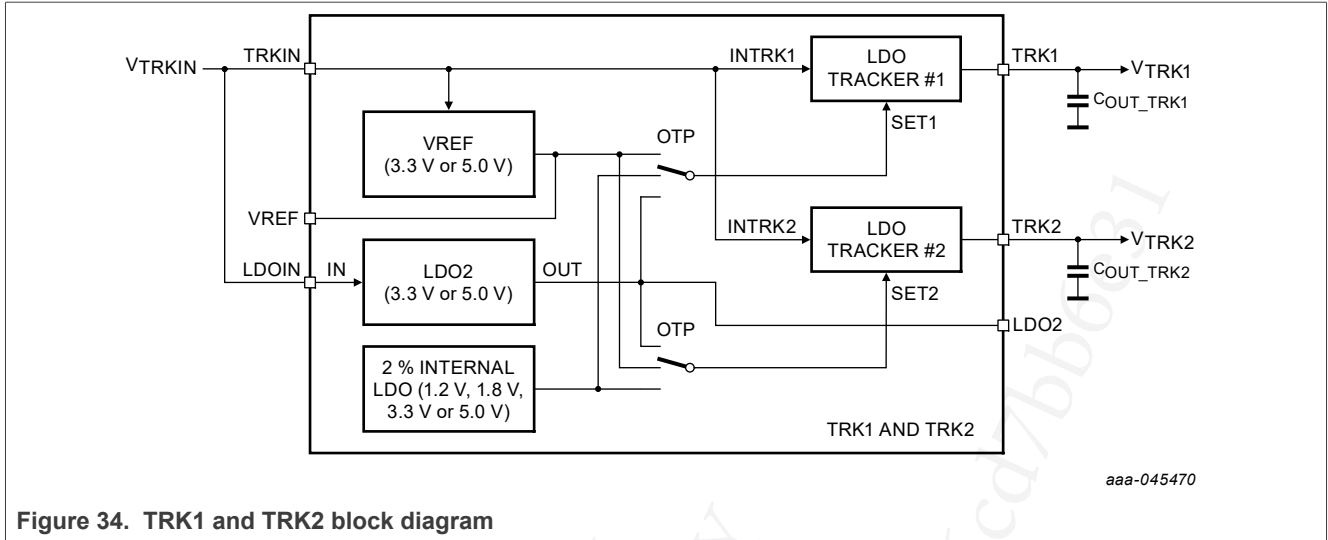 VTRKIN
TRKIN
INTRK1
LDO
TRACKER #1
TRK1
VTRK1
COUT_TRK1
SET1
VREF
(3.3 V or 5.0 V)
OTP
VREF
INTRK2
LDO
TRACKER #2
TRK2
VTRK2
COUT_TRK2
SET2
LDOIN
IN
LDO2
(3.3 V or 5.0 V)
OUT
LDO2
OTP
2 % INTERNAL
LDO (1.2 V, 1.8 V,
3.3 V or 5.0 V)
TRK1 AND TRK2
aaa-045470
Figure 34. TRK1 and TRK2 block diagram